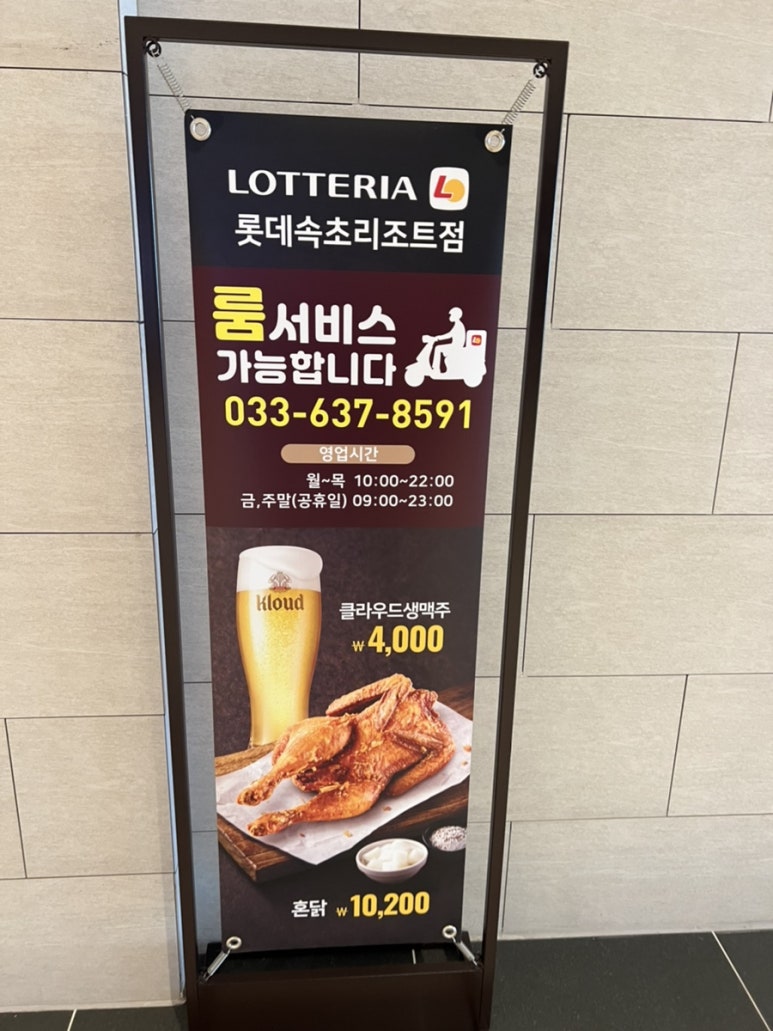 LOTTERIA
롯데속초리조트점
룸서비스
가능합니다
033-637-8591
영업시간
월~목 10:00~22:00
금,주말(공휴일) 09:00~23:00
Kloud
클라우드생맥주
₩4,000
혼닭 ₩10,200